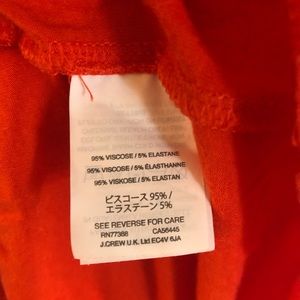 95% VISCOSE / 5% ELASTANE
95% VISCOSE / 5% ÉLASTHANNE
95% VISKOSE / 5% ELASTAN
ビスコース 95% /
エラステーン 5%
SEE REVERSE FOR CARE
RN77388 CA56445
J.CREW U.K. Ltd EC4V 6JA